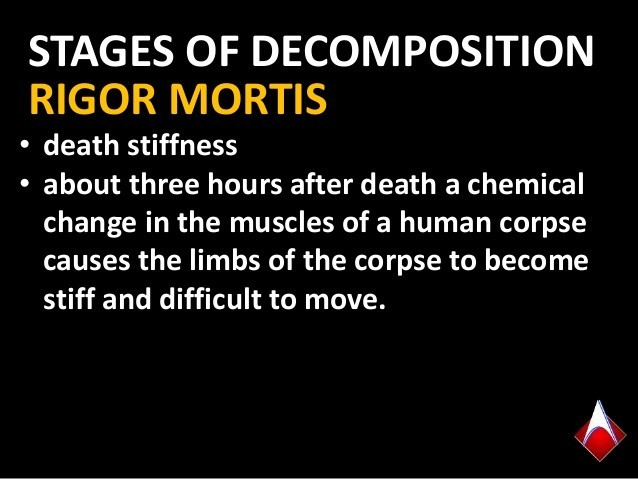 STAGES OF DECOMPOSITION
RIGOR MORTIS
• death stiffness
• about three hours after death a chemical
change in the muscles of a human corpse
causes the limbs of the corpse to become
stiff and difficult to move.